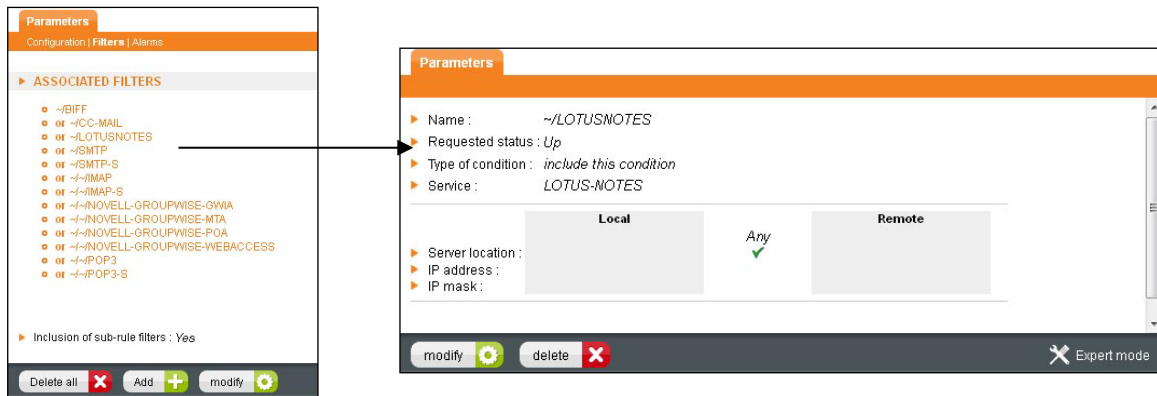 Parameters
Configuration | Filters | Alarms
ASSOCIATED FILTERS
~/BIFF
or ~/CC-MAIL
or ~/LOTUSNOTES
or ~/SMTP
or ~/SMTP-S
or ~/~/IMAP
or ~/~/IMAP-S
or ~/~/NOVELL-GROUPWISE-GWIA
or ~/~/NOVELL-GROUPWISE-MTA
or ~/~/NOVELL-GROUPWISE-POA
or ~/~/NOVELL-GROUPWISE-WEBACCESS
or ~/~/POP3
or ~/~/POP3-S
Inclusion of sub-rule filters : Yes
Delete all Add modify
Parameters
Name : ~/LOTUSNOTES
Requested status : Up
Type of condition : include this condition
Service : LOTUS-NOTES
Local Remote
Any
Server location :
IP address :
IP mask :
modify delete Expert mode